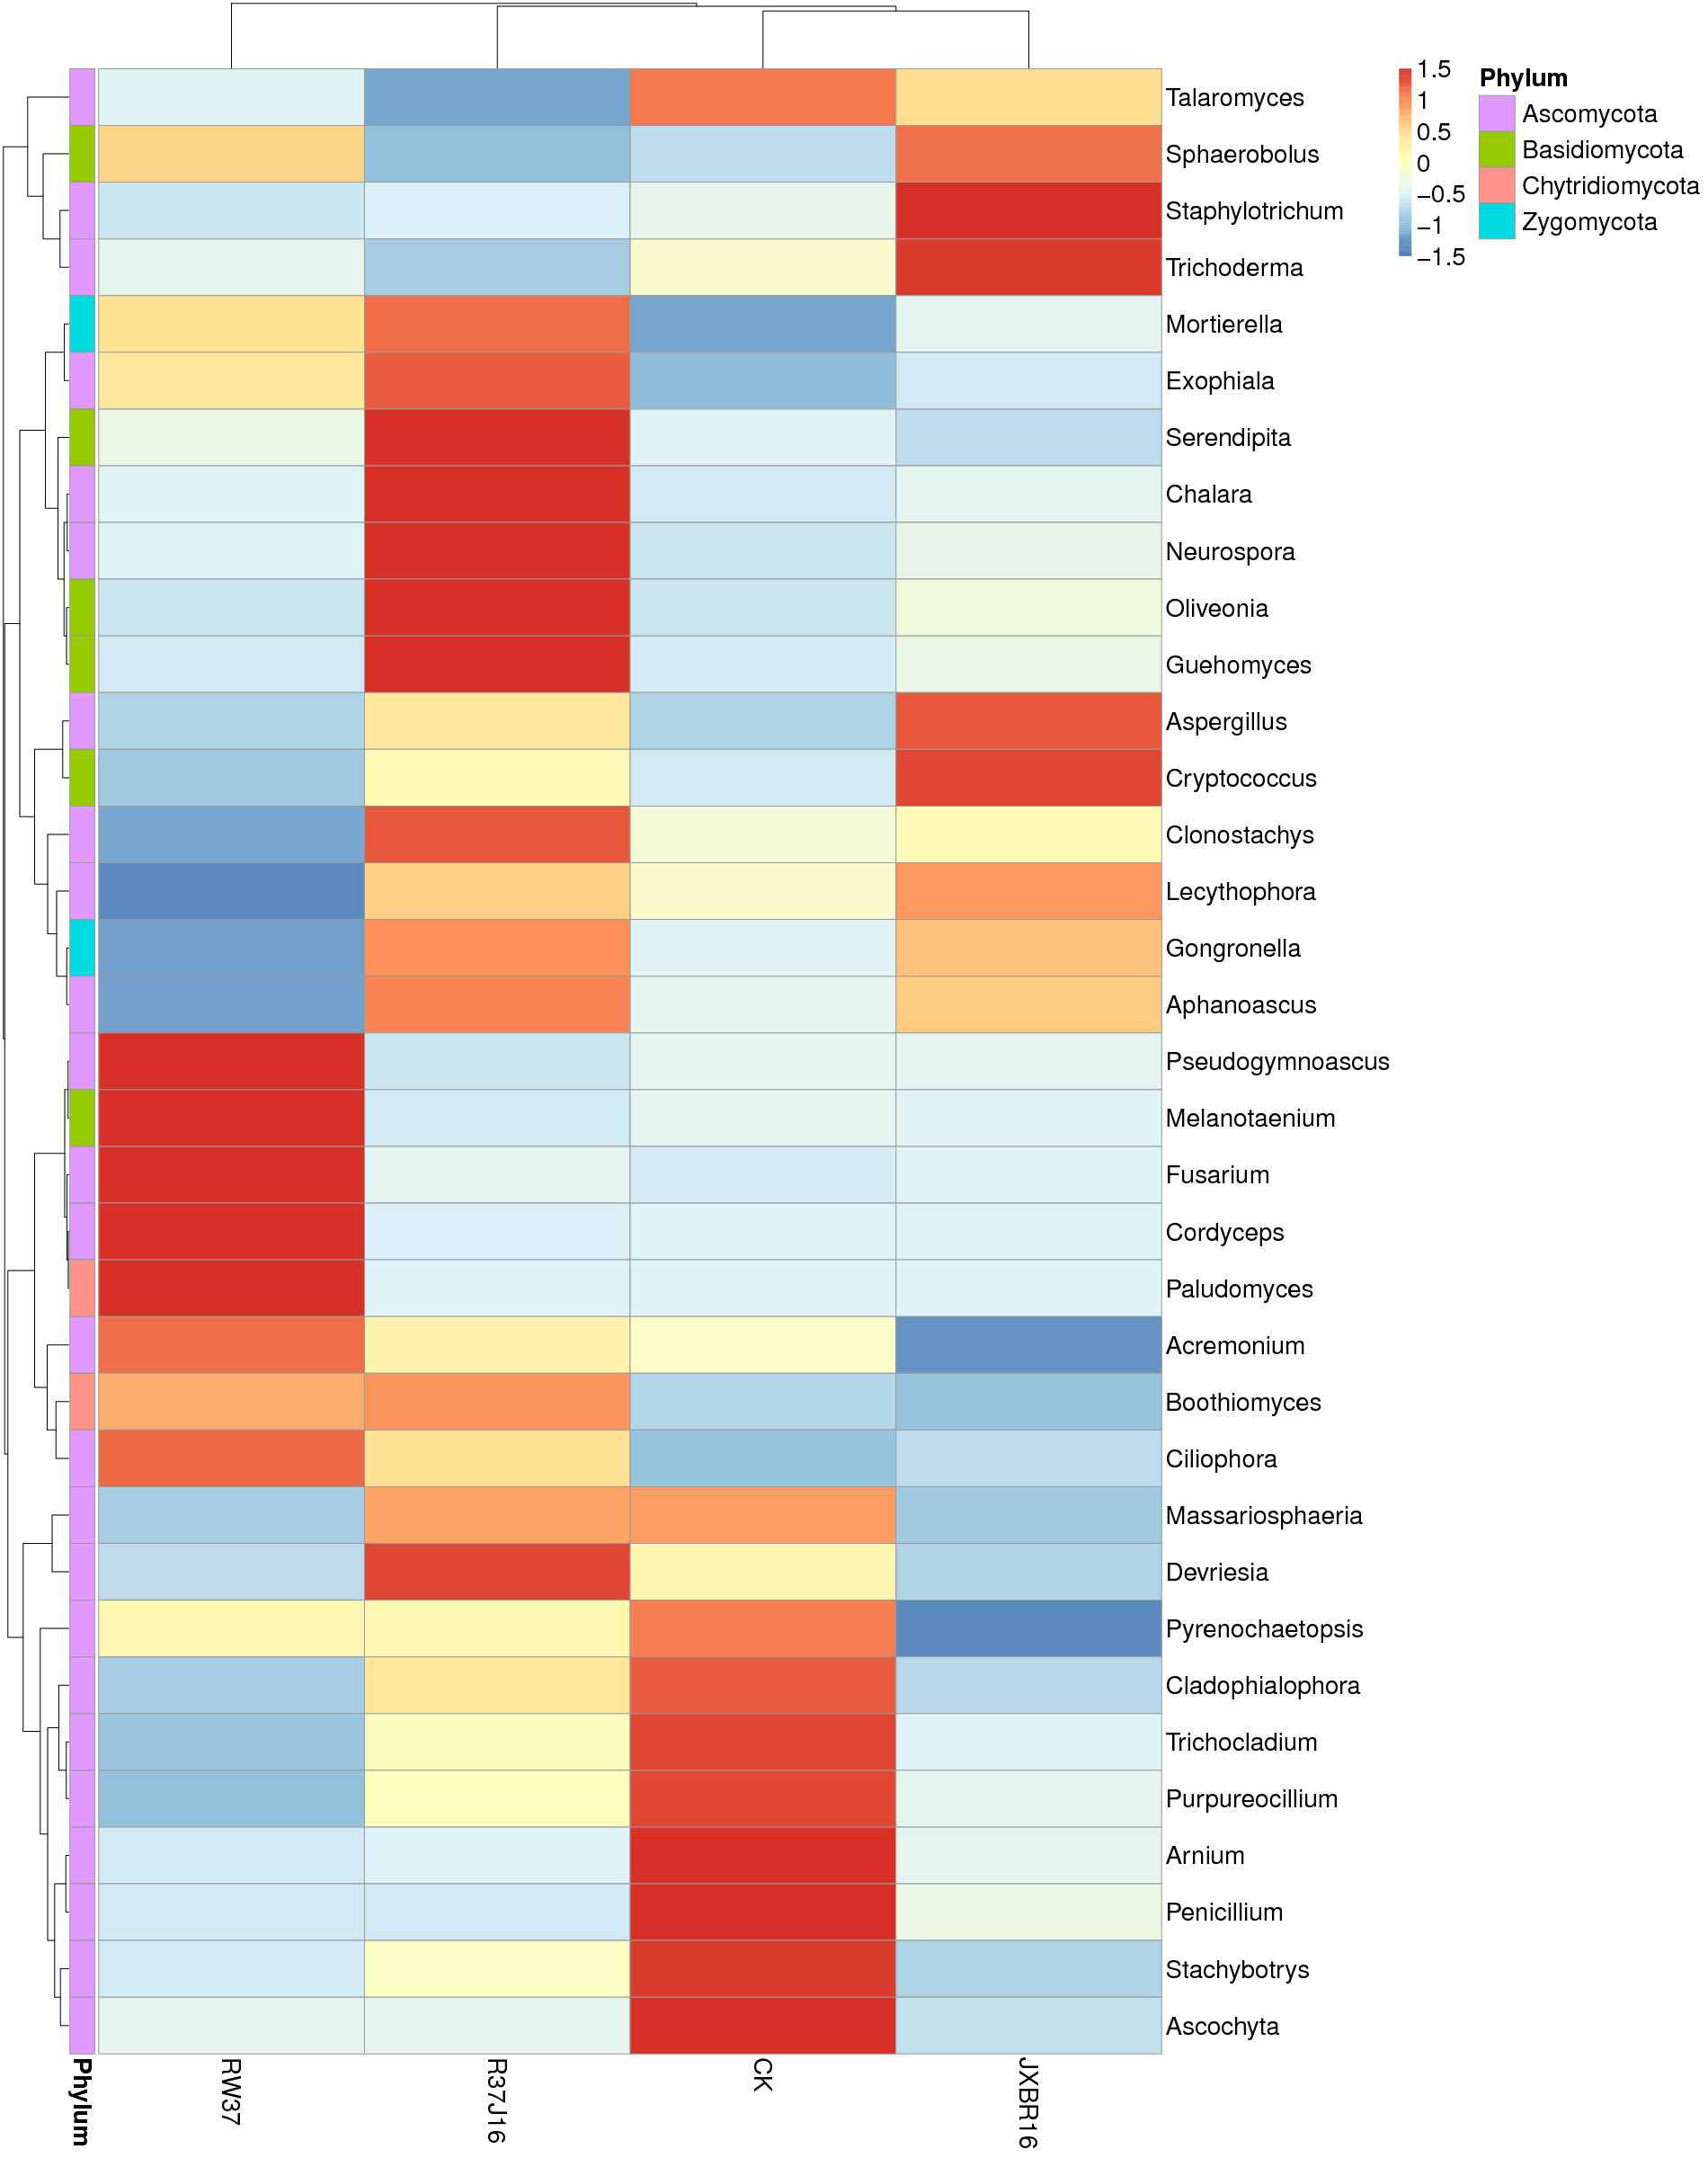 Talaromyces
Sphaerobolus
Staphylotrichum
Trichoderma
Mortierella
Exophiala
Serendipita
Chalara
Neurospora
Oliveonia
Guehomyces
Aspergillus
Cryptococcus
Clonostachys
Lecythophora
Gongronella
Aphanoascus
Pseudogymnoascus
Melanotaenium
Fusarium
Cordyceps
Paludomyces
Acremonium
Boothiomyces
Ciliophora
Massariosphaeria
Devriesia
Pyrenochaetopsis
Cladophialophora
Trichocladium
Purpureocillium
Arnium
Penicillium
Stachybotrys
Ascochyta
1.5
1
0.5
0
−0.5
−1
−1.5
Phylum
Ascomycota
Basidiomycota
Chytridiomycota
Zygomycota
Phylum
RW37
R37J16
CK
JXBR16